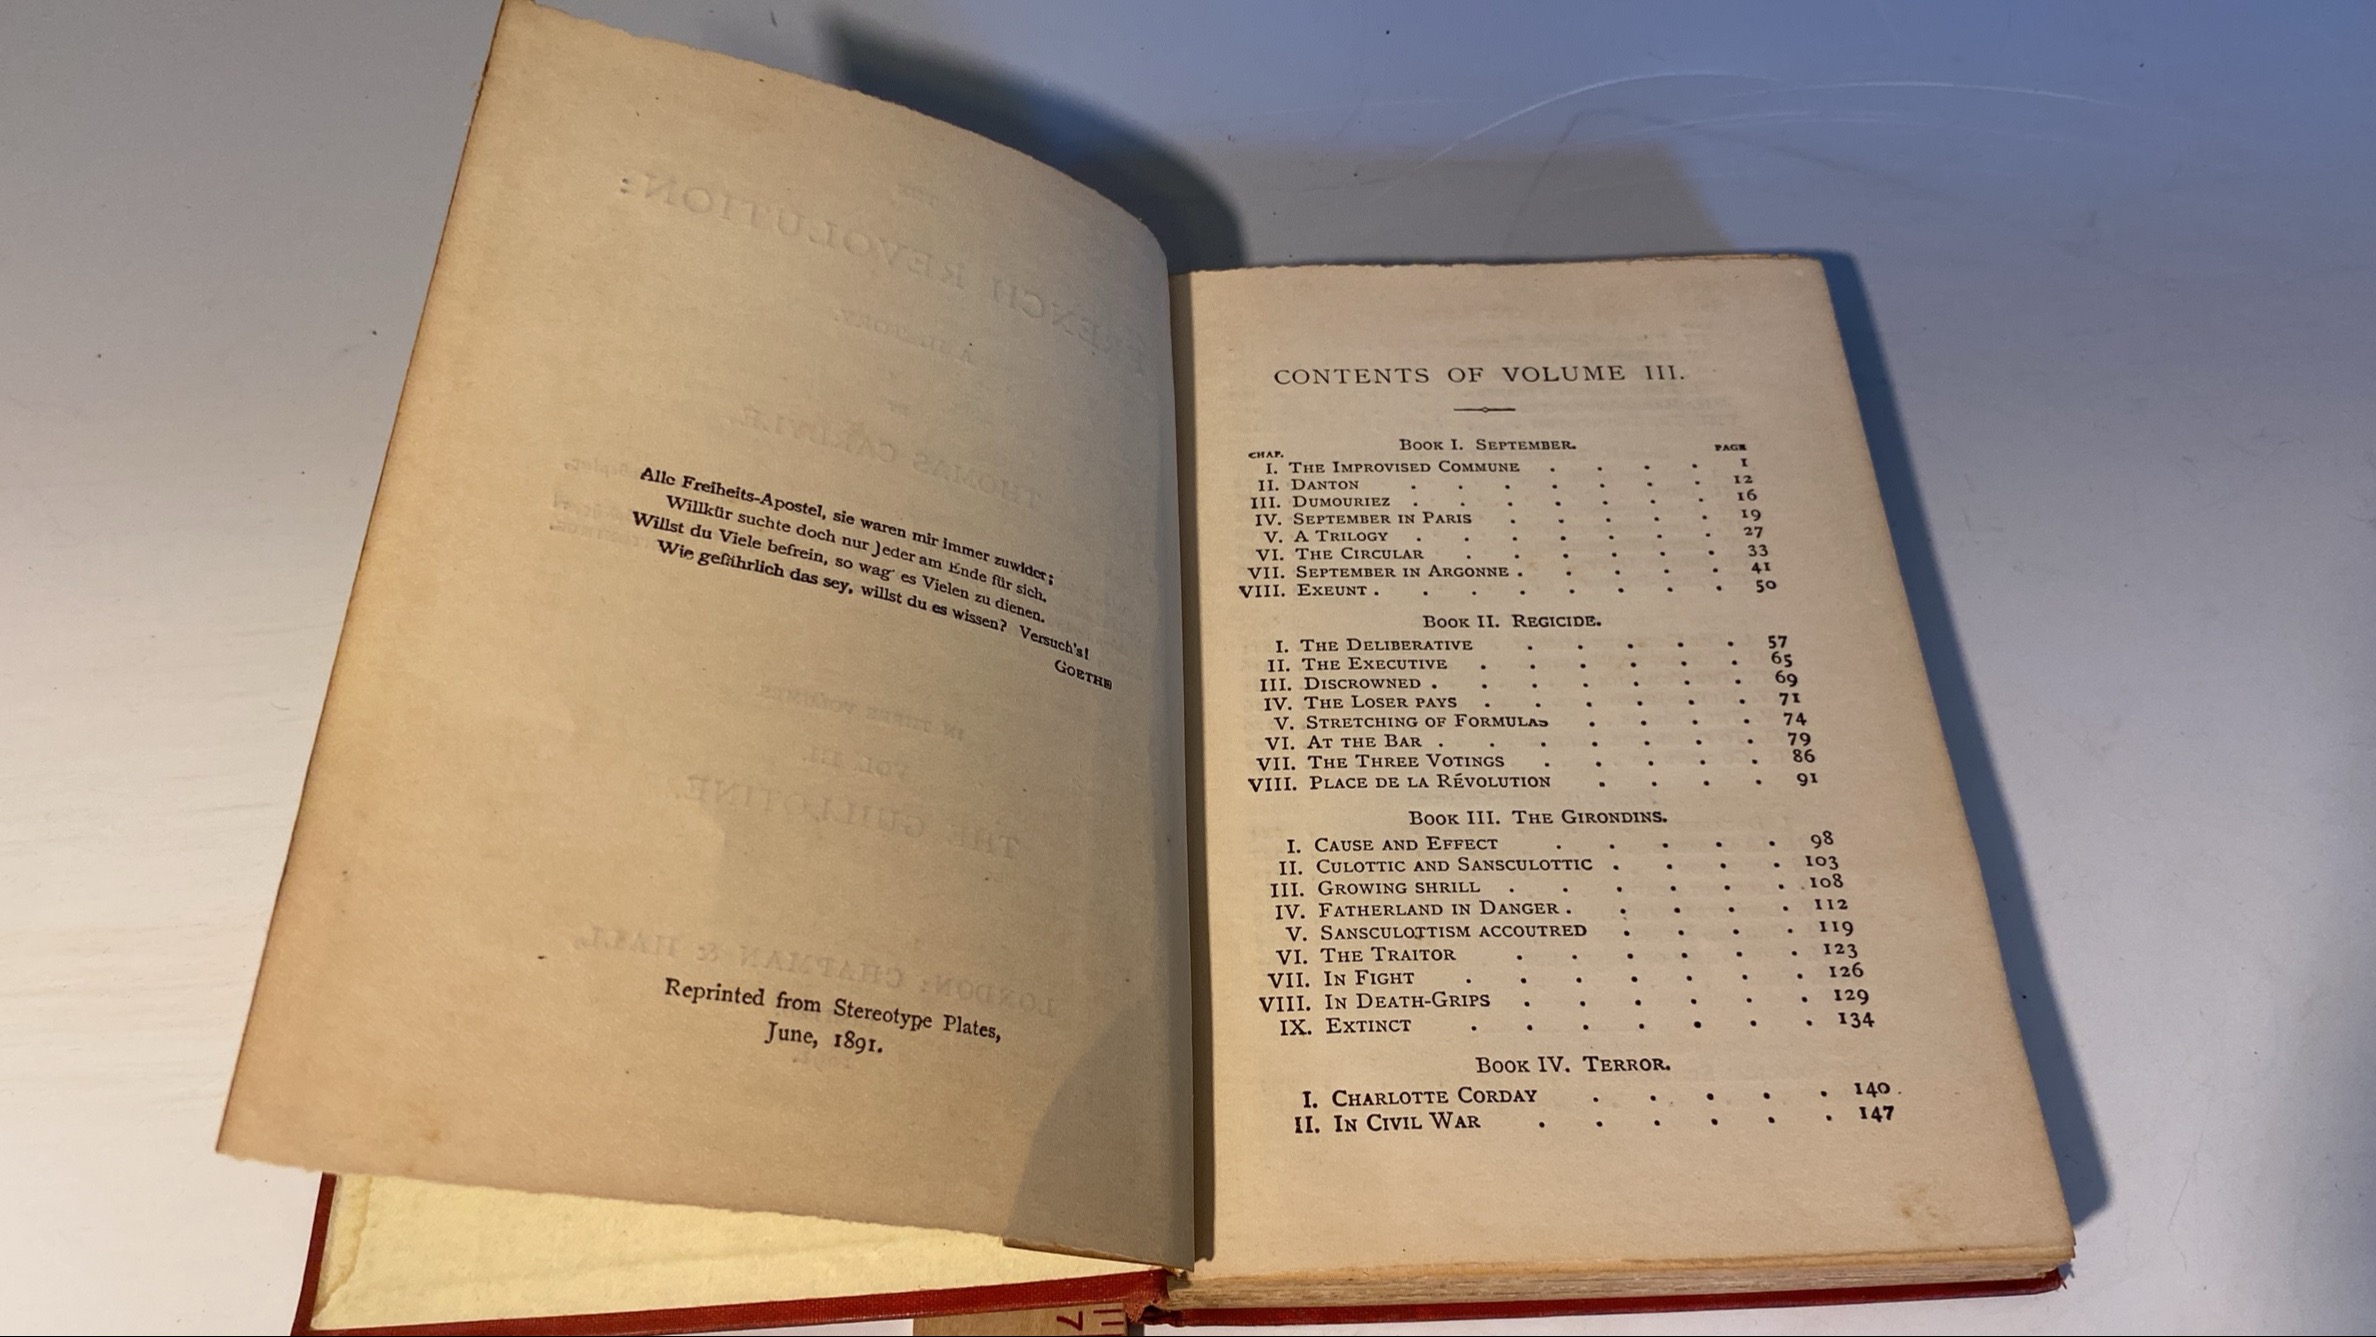 Alle Freiheits-Apostel, sie waren mir immer zuwider;
Willkür suchte doch nur Jeder am Ende für sich.
Willst du Viele befrein, so wag' es Vielen zu dienen.
Wie gefährlich das sey, willst du es wissen? Versuch's!
GOETHE
Reprinted from Stereotype Plates,
June, 1891.
CONTENTS OF VOLUME III.
BOOK I. SEPTEMBER.
CHAP. PAGE
I. THE IMPROVISED COMMUNE . . . . 1
II. DANTON . . . . . . . 12
III. DUMOURIEZ . . . . . . . 16
IV. SEPTEMBER IN PARIS . . . . . 19
V. A TRILOGY . . . . . . . 27
VI. THE CIRCULAR . . . . . . 33
VII. SEPTEMBER IN ARGONNE . . . . . 41
VIII. EXEUNT . . . . . . . . 50
BOOK II. REGICIDE.
I. THE DELIBERATIVE . . . . . 57
II. THE EXECUTIVE . . . . . . 65
III. DISCROWNED . . . . . . . 69
IV. THE LOSER PAYS . . . . . . 71
V. STRETCHING OF FORMULAS . . . . 74
VI. AT THE BAR . . . . . . . 79
VII. THE THREE VOTINGS . . . . . 86
VIII. PLACE DE LA RÉVOLUTION . . . . 91
BOOK III. THE GIRONDINS.
I. CAUSE AND EFFECT . . . . . 98
II. CULOTTIC AND SANSCULOTTIC . . . . 103
III. GROWING SHRILL . . . . . . 108
IV. FATHERLAND IN DANGER . . . . . 112
V. SANSCULOTTISM ACCOUTRED . . . . 119
VI. THE TRAITOR . . . . . . 123
VII. IN FIGHT . . . . . . . 126
VIII. IN DEATH-GRIPS . . . . . . 129
IX. EXTINCT . . . . . . . 134
BOOK IV. TERROR.
I. CHARLOTTE CORDAY . . . . . 140
II. IN CIVIL WAR . . . . . . 147
7